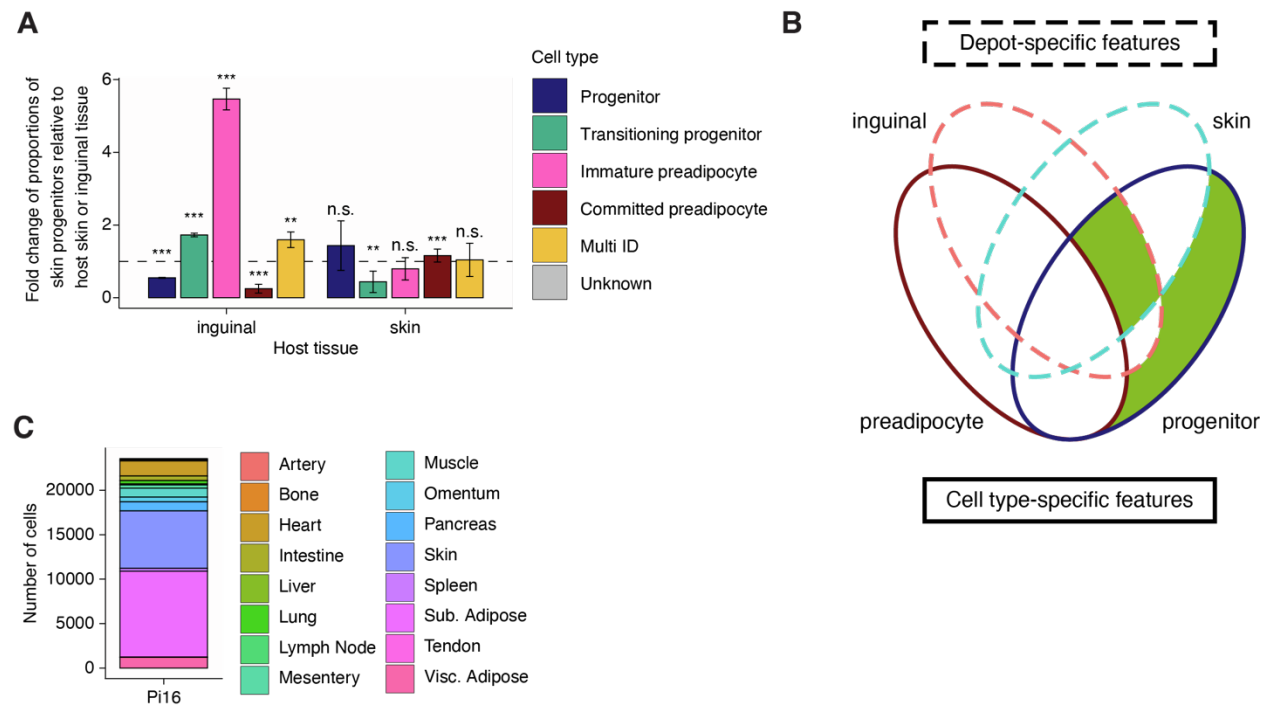 A
Fold change of proportions of
skin progenitors relative to
host skin or inguinal tissue
6
4
2
0
***
***
***
***
**
n.s.
**
n.s.
***
n.s.
inguinal
skin
Host tissue
Cell type
Progenitor
Transitioning progenitor
Immature preadipocyte
Committed preadipocyte
Multi ID
Unknown
B
Depot-specific features
inguinal
skin
preadipocyte
progenitor
Cell type-specific features
C
Number of cells
20000
15000
10000
5000
0
Pi16
Artery
Bone
Heart
Intestine
Liver
Lung
Lymph Node
Mesentery
Muscle
Omentum
Pancreas
Skin
Spleen
Sub. Adipose
Tendon
Visc. Adipose